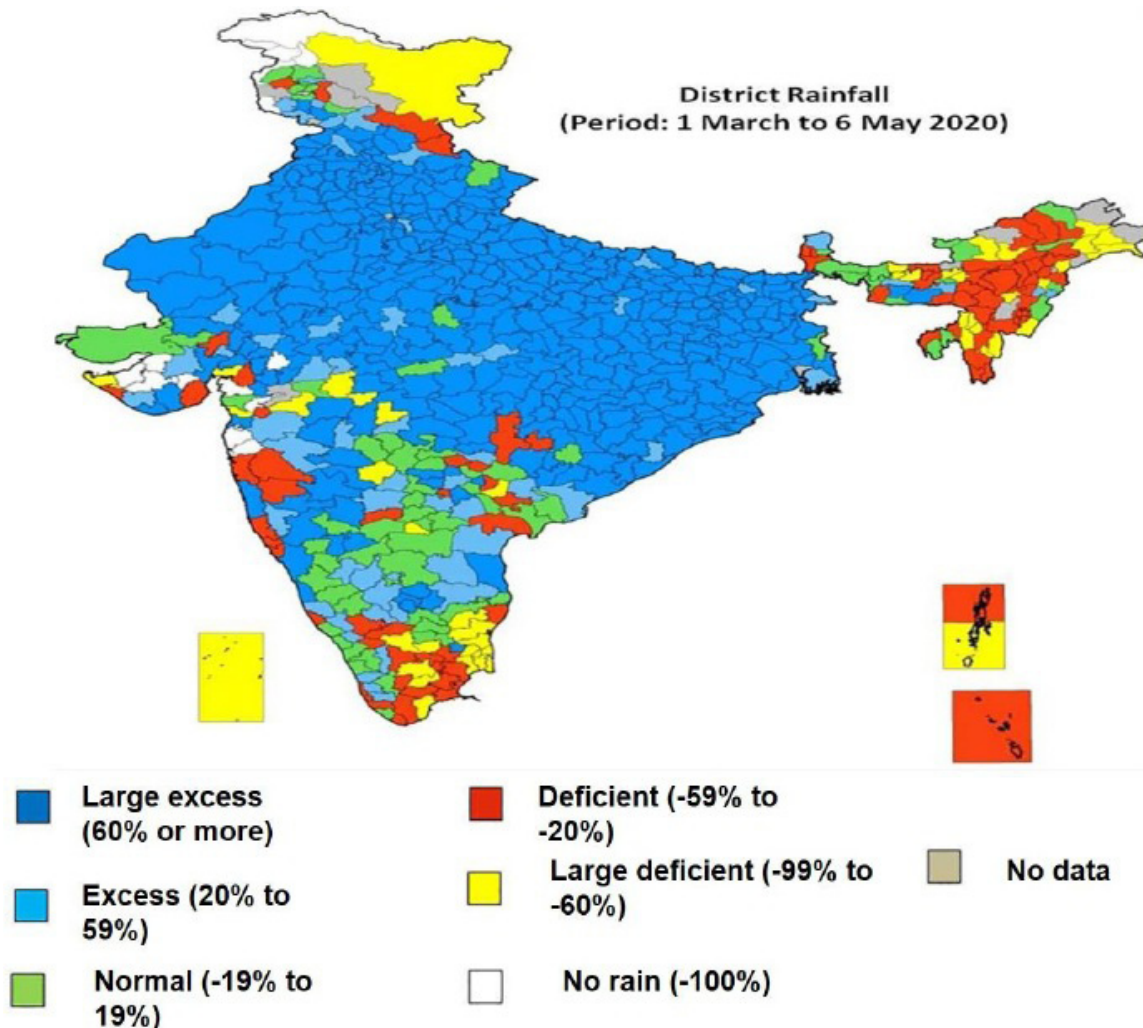 District Rainfall
(Period: 1 March to 6 May 2020)
Large excess
(60% or more)
Excess (20% to
59%)
Normal (-19% to
19%)
Deficient (-59% to
-20%)
Large deficient (-99% to
-60%)
No rain (-100%)
No data